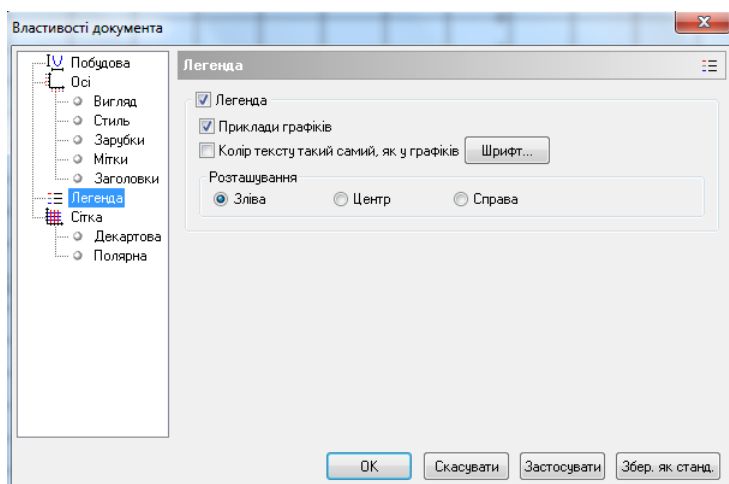 Властивості документа
Побудова
Осі
Вигляд
Стиль
Зарубки
Мітки
Заголовки
Легенда
Сітка
Декартова
Полярна
Легенда
Легенда
Приклади графіків
Колір тексту такий самий, як у графіків Шрифт...
Розташування
Зліва Центр Справа
OK Скасувати Застосувати Збер. як станд.